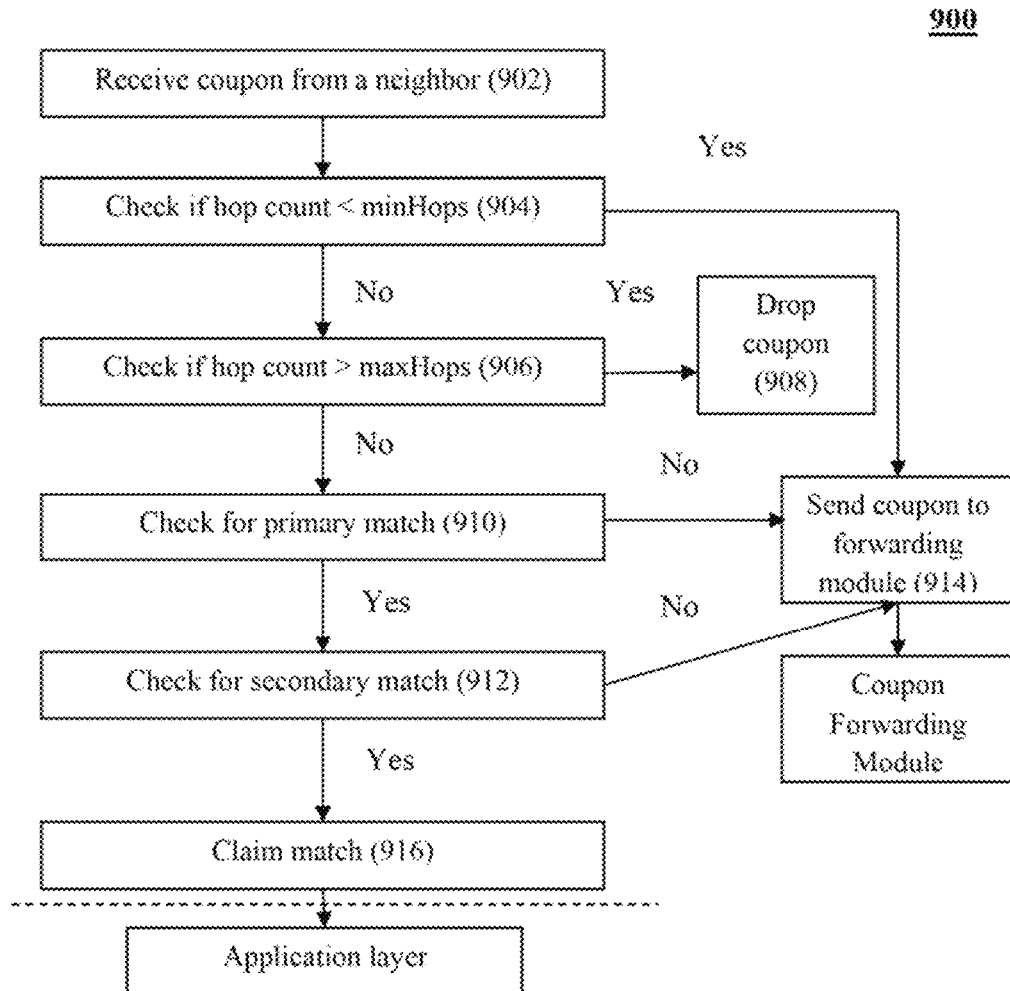 900
Receive coupon from a neighbor (902)
Yes
Check if hop count < minHops (904)
No
Yes
Drop
coupon
(908)
Check if hop count > maxHops (906)
No
No
Check for primary match (910)
Send coupon to
forwarding
module (914)
Yes
No
Check for secondary match (912)
Coupon
Forwarding
Module
Yes
Claim match (916)
Application layer